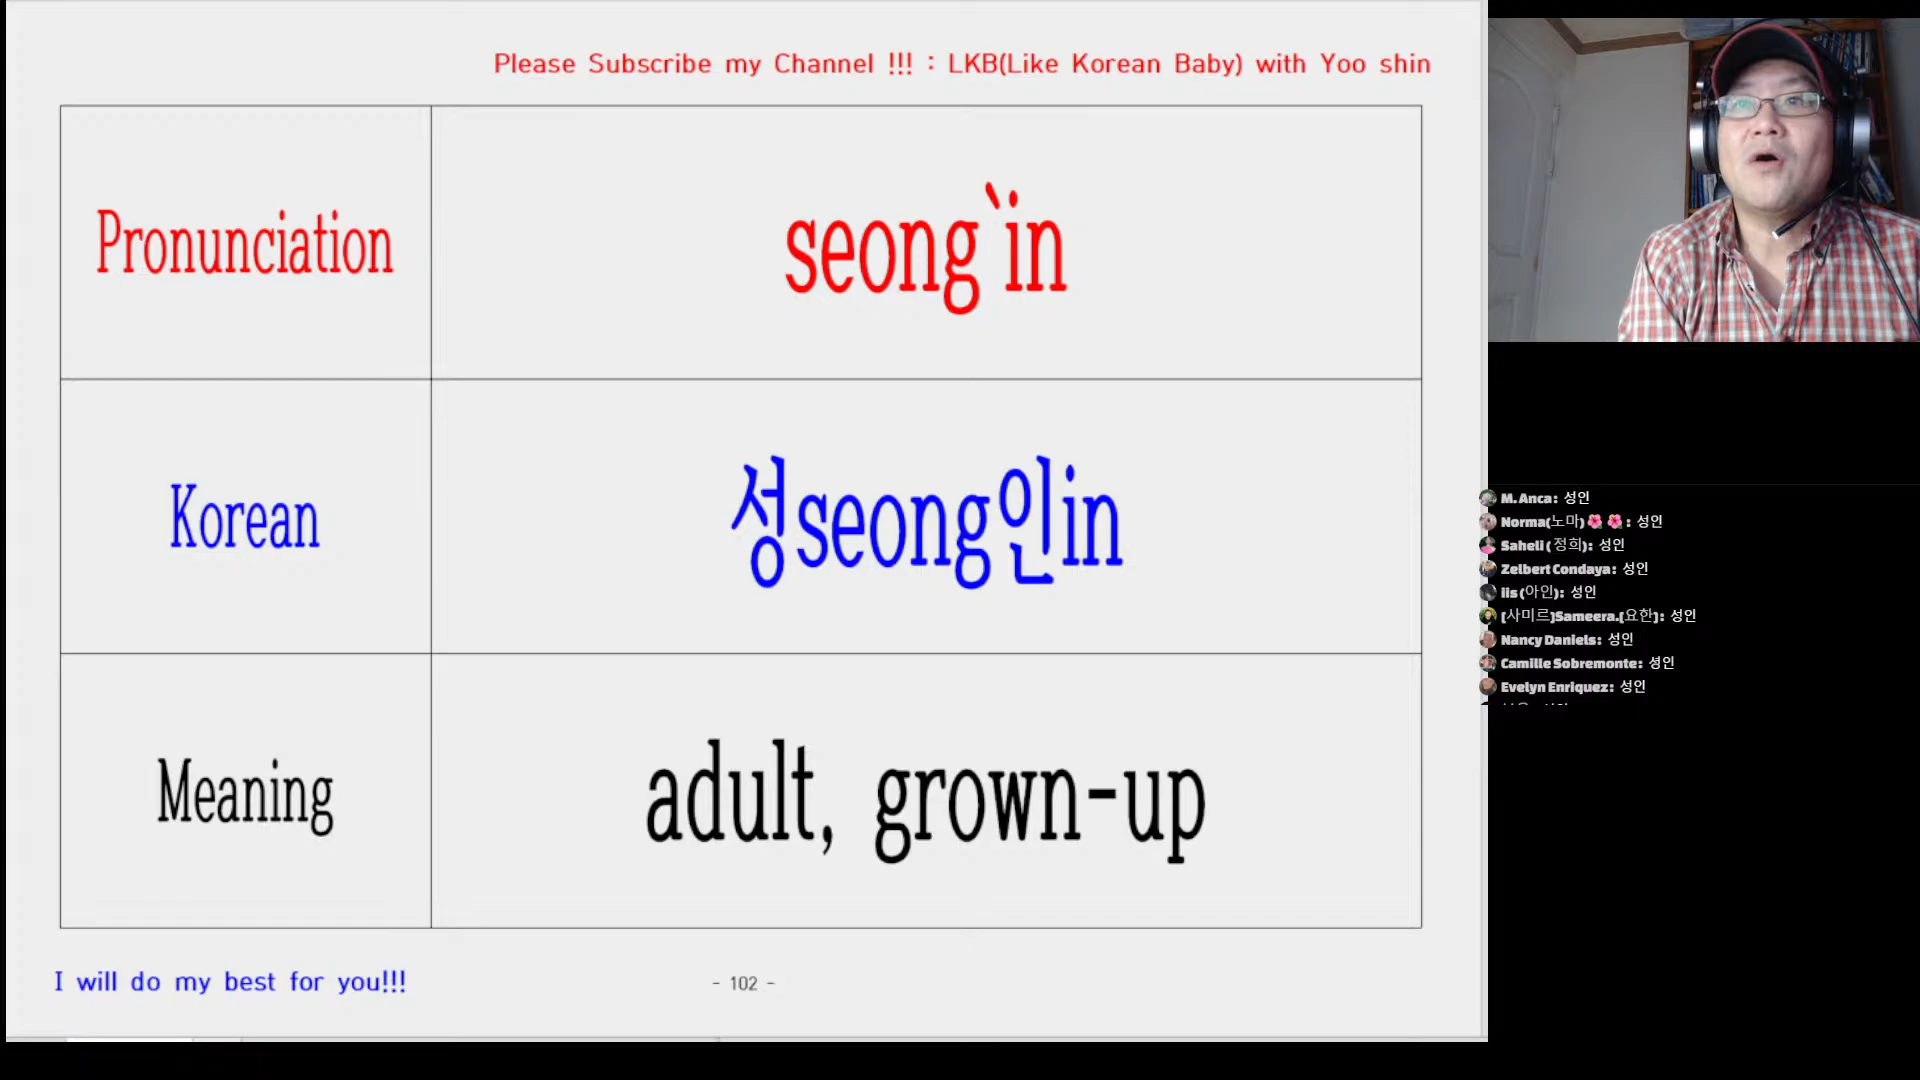 Please Subscribe my Channel !!! : LKB(Like Korean Baby) with Yoo shin
Pronunciation
seong`in
Korean
성seong인in
Meaning
adult, grown-up
I will do my best for you!!!
- 102 -
M. Anca: 성인
Norma(노마)🌺🌺: 성인
Saheli ( 정희): 성인
Zelbert Condaya: 성인
iis (아인): 성인
[사미르]Sameera.[요한]: 성인
Nancy Daniels: 성인
Camille Sobremonte: 셩인
Evelyn Enriquez: 성인